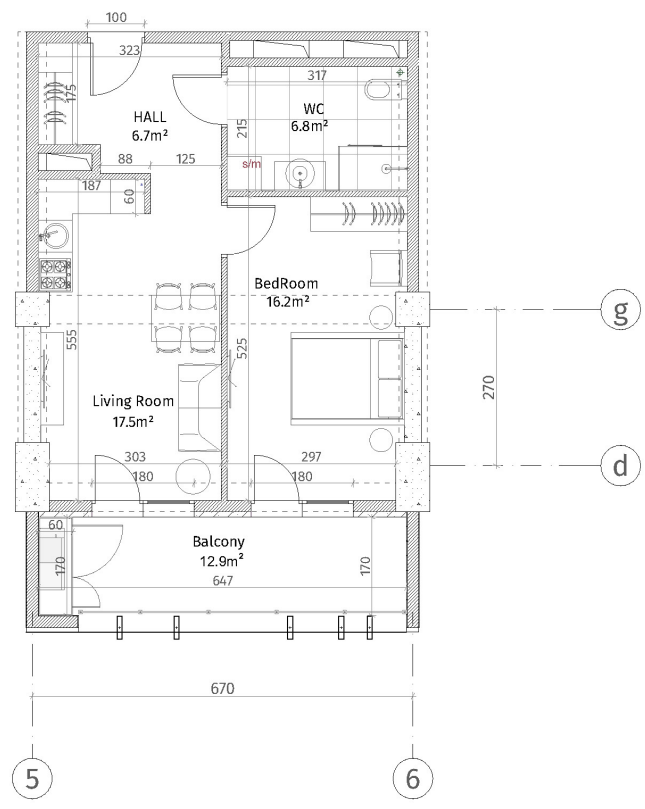 100
323
317
175
HALL
6.7m²
WC
6.8m²
215
88
125
s/m
187
60
BedRoom
16.2m²
g
555
525
270
Living Room
17.5m²
303
297
d
180
180
60
Balcony
12.9m²
170
170
647
670
5
6